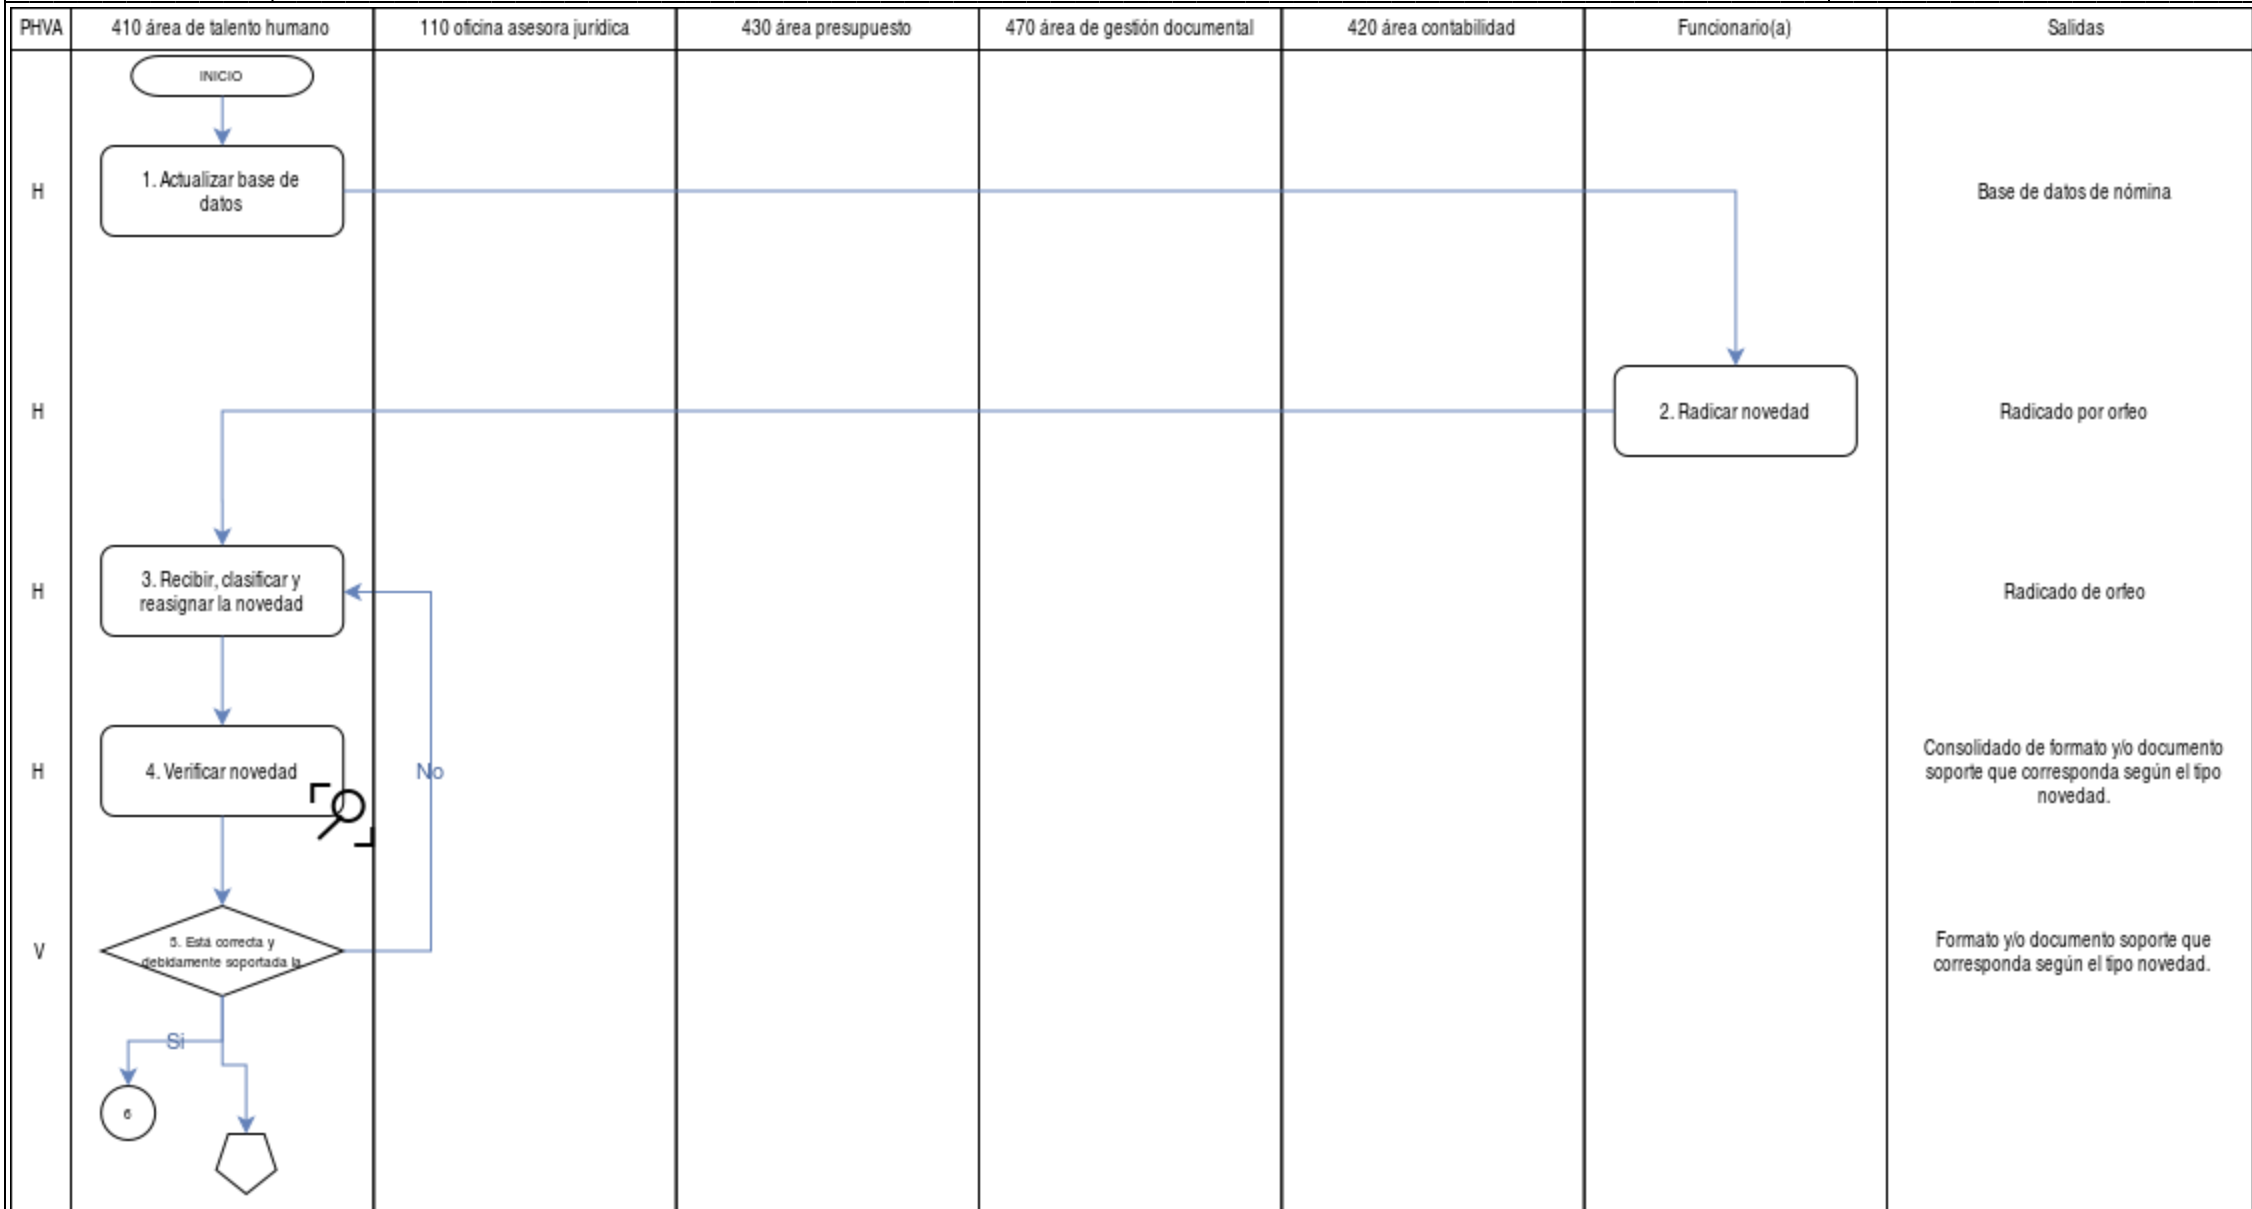 PHVA
410 área de talento humano
110 oficina asesora jurídica
430 área presupuesto
470 área de gestión documental
420 área contabilidad
Funcionario(a)
Salidas
INICIO
H
1. Actualizar base de
datos
Base de datos de nómina
H
2. Radicar novedad
Radicado por orfeo
H
3. Recibir, clasificar y
reasignar la novedad
Radicado de orfeo
H
4. Verificar novedad
No
Consolidado de formato y/o documento
soporte que corresponda según el tipo
novedad.
V
5. Está correcta y
debidamente soportada la
Formato y/o documento soporte que
corresponda según el tipo novedad.
Si
6